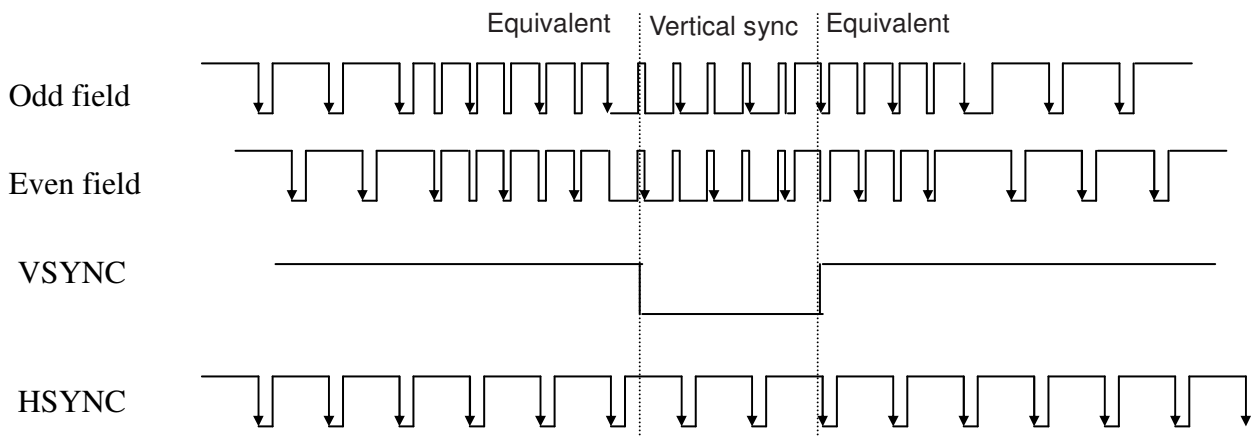 Equivalent Vertical sync Equivalent
Odd field
Even field
VSYNC
HSYNC